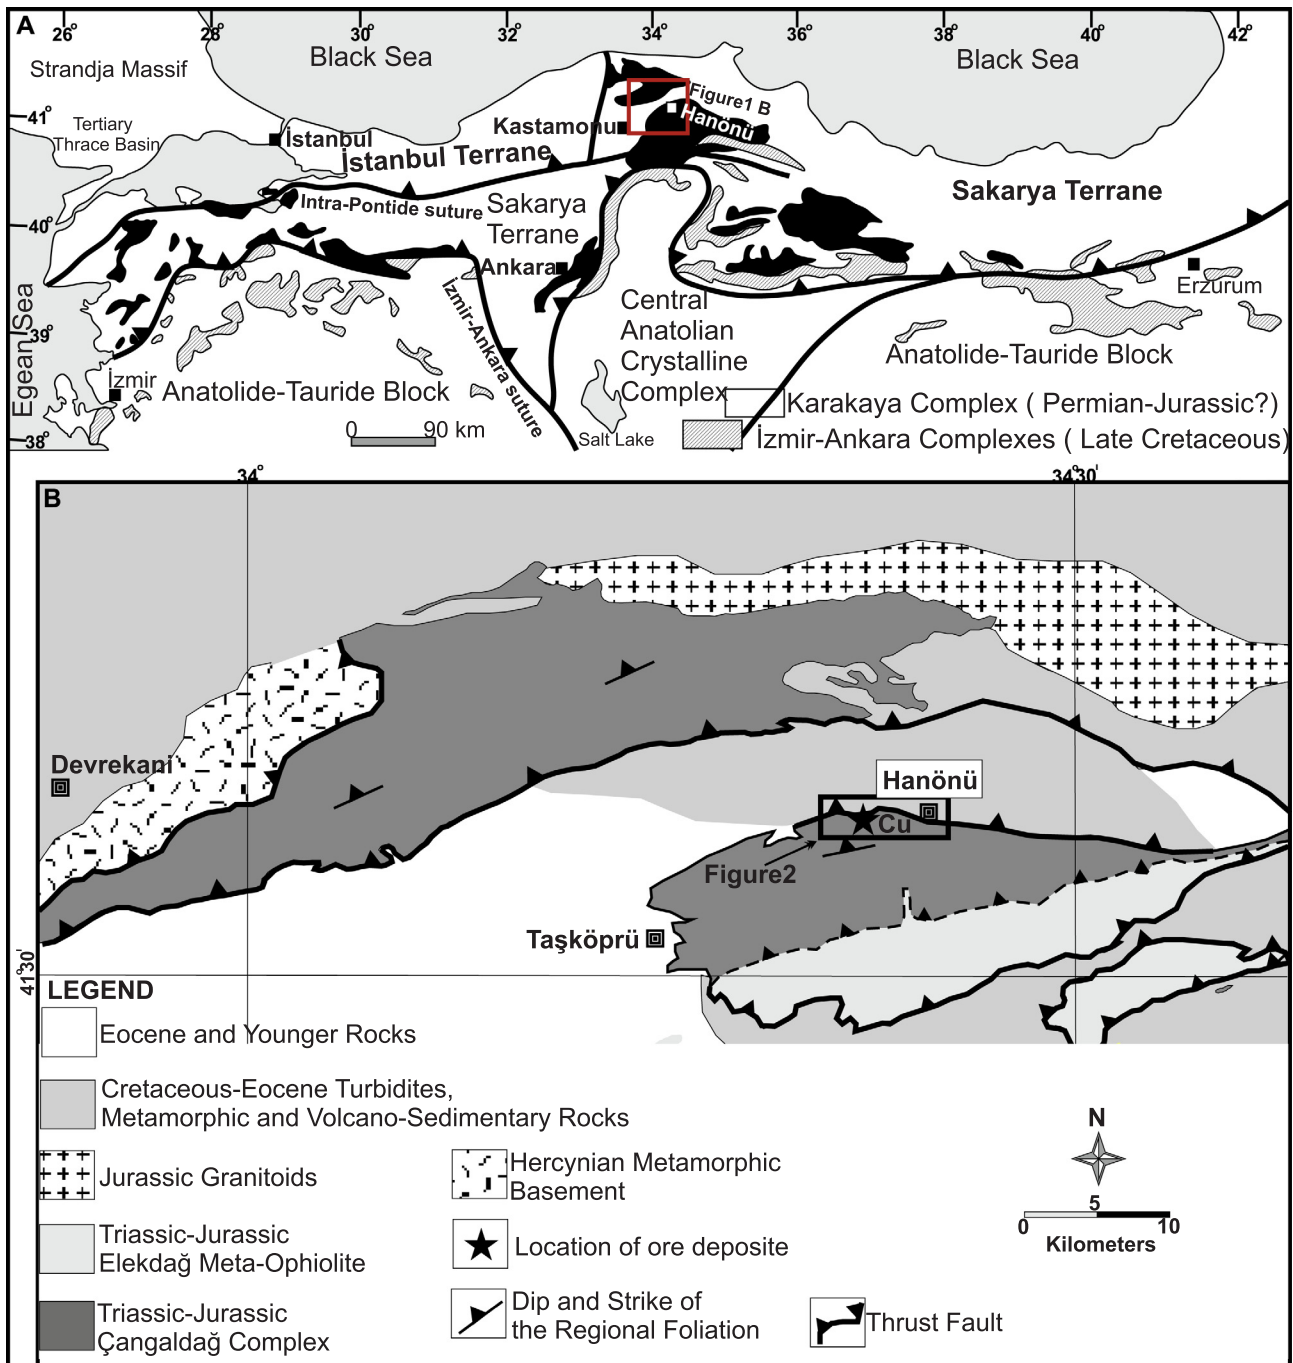 A
26° 28° 30° 32° 34° 36° 38° 40° 42°
Black Sea
Black Sea
Strandja Massif
41°
Tertiary
Thrace Basin
İstanbul
Kastamonu
Figure1 B
Hanönü
İstanbul Terrane
Intra-Pontide suture
Sakarya
Terrane
Sakarya Terrane
40°
Ankara
Erzurum
Egean Sea
39°
İzmir-Ankara suture
Central
Anatolian
Crystalline
Complex
Anatolide-Tauride Block
İzmir
Anatolide-Tauride Block
Karakaya Complex ( Permian-Jurassic?)
0 90 km
38°
Salt Lake
İzmir-Ankara Complexes ( Late Cretaceous)
34° 34°30'
B
Devrekani
Hanönü
Cu
Figure2
Taşköprü
41°30'
LEGEND
Eocene and Younger Rocks
Cretaceous-Eocene Turbidites,
Metamorphic and Volcano-Sedimentary Rocks
Jurassic Granitoids
Triassic-Jurassic
Elekdağ Meta-Ophiolite
Triassic-Jurassic
Çangaldağ Complex
Hercynian Metamorphic
Basement
Location of ore deposite
Dip and Strike of
the Regional Foliation
Thrust Fault
N
5
0 10
Kilometers